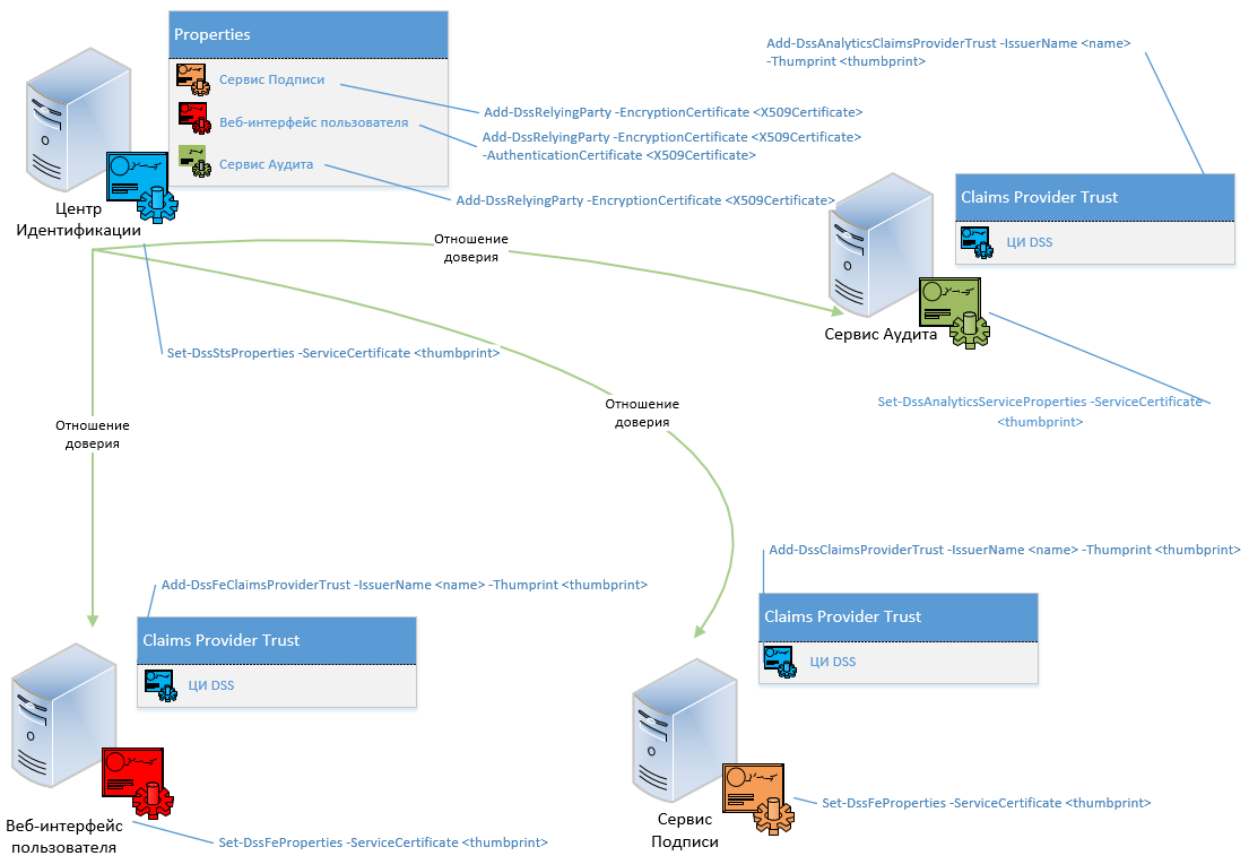 Properties
Сервис Подписи
Веб-интерфейс пользователя
Сервис Аудита
Центр
Идентификации
Add-DssRelyingParty -EncryptionCertificate <X509Certificate>
Add-DssRelyingParty -EncryptionCertificate <X509Certificate>
-AuthenticationCertificate <X509Certificate>
Add-DssRelyingParty -EncryptionCertificate <X509Certificate>
Add-DssAnalyticsClaimsProviderTrust -IssuerName <name>
-Thumprint <thumbprint>
Claims Provider Trust
ЦИ DSS
Сервис Аудита
Отношение
доверия
Set-DssStsProperties -ServiceCertificate <thumbprint>
Set-DssAnalyticsServiceProperties -ServiceCertificate
<thumbprint>
Отношение
доверия
Отношение
доверия
Add-DssFeClaimsProviderTrust -IssuerName <name> -Thumprint <thumbprint>
Claims Provider Trust
ЦИ DSS
Веб-интерфейс
пользователя
Set-DssFeProperties -ServiceCertificate <thumbprint>
Add-DssClaimsProviderTrust -IssuerName <name> -Thumprint <thumbprint>
Claims Provider Trust
ЦИ DSS
Сервис
Подписи
Set-DssFeProperties -ServiceCertificate <thumbprint>